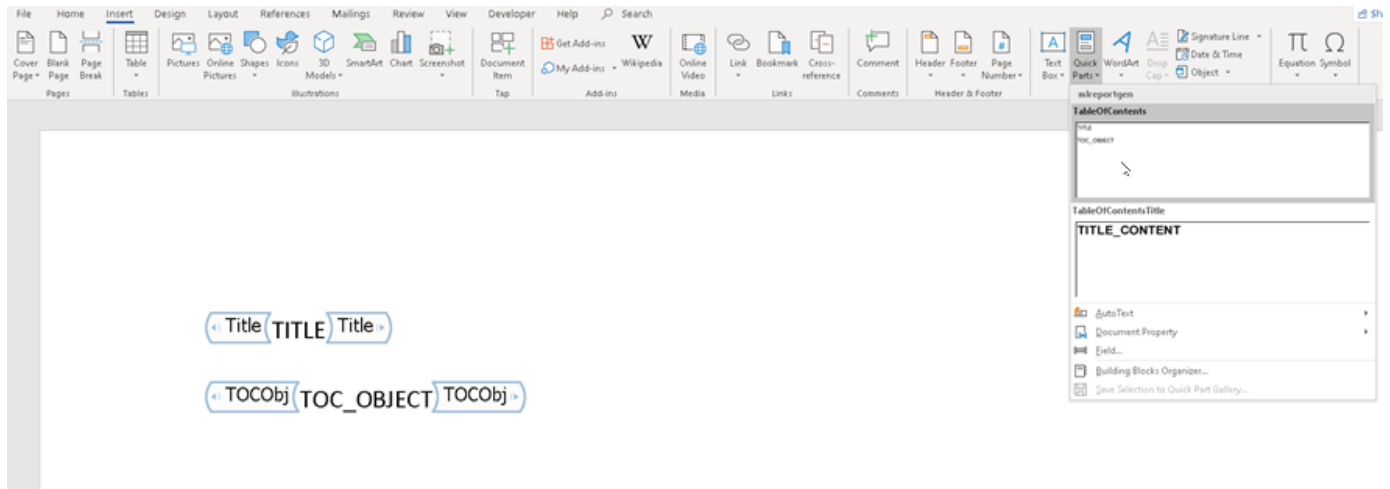 File Home Insert Design Layout References Mailings Review View Developer Help Search Sh
Cover Page Blank Page Page Break Table Pictures Online Pictures Shapes Icons 3D Models SmartArt Chart Screenshot Document Item Get Add-ins My Add-ins Wikipedia Online Video Link Bookmark Cross-reference Comment Header Footer Page Number Text Box Quick Parts WordArt Drop Cap Signature Line Date & Time Object Equation Symbol
Pages Tables Illustrations Tap Add-ins Media Links Comments Header & Footer
mlreportgen
TableOfContents
TITLE
TOC_OBJECT
TableOfContentsTitle
TITLE_CONTENT
AutoText
Document Property
Field...
Building Blocks Organizer...
Save Selection to Quick Part Gallery...
Title TITLE Title
TOCObj TOC_OBJECT TOCObj